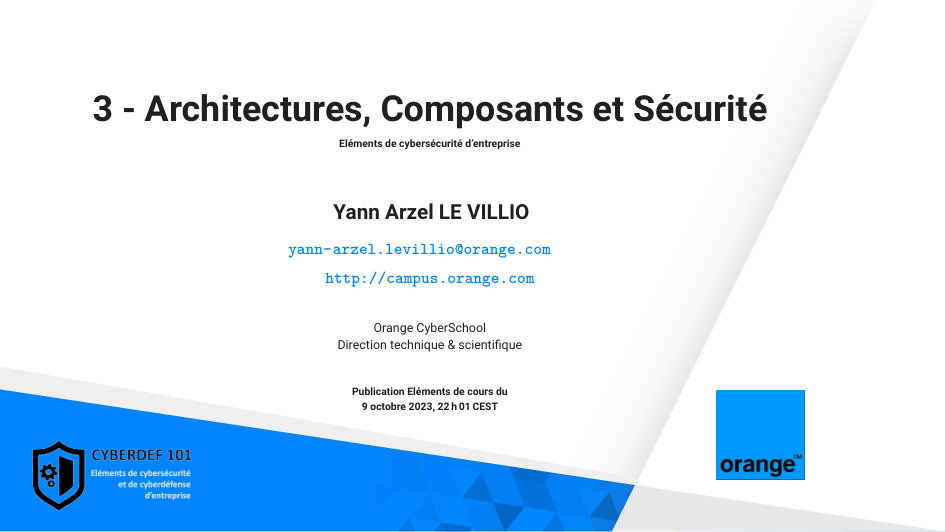 3 - Architectures, Composants et Sécurité
Eléments de cybersécurité d'entreprise
Yann Arzel LE VILLIO
yann-arzel.levillio@orange.com
http://campus.orange.com
Orange CyberSchool
Direction technique & scientifique
Publication Eléments de cours du
9 octobre 2023, 22 h 01 CEST
CYBERDEF 101
Eléments de cybersécurité
et de cyberdéfense
d'entreprise
orange™